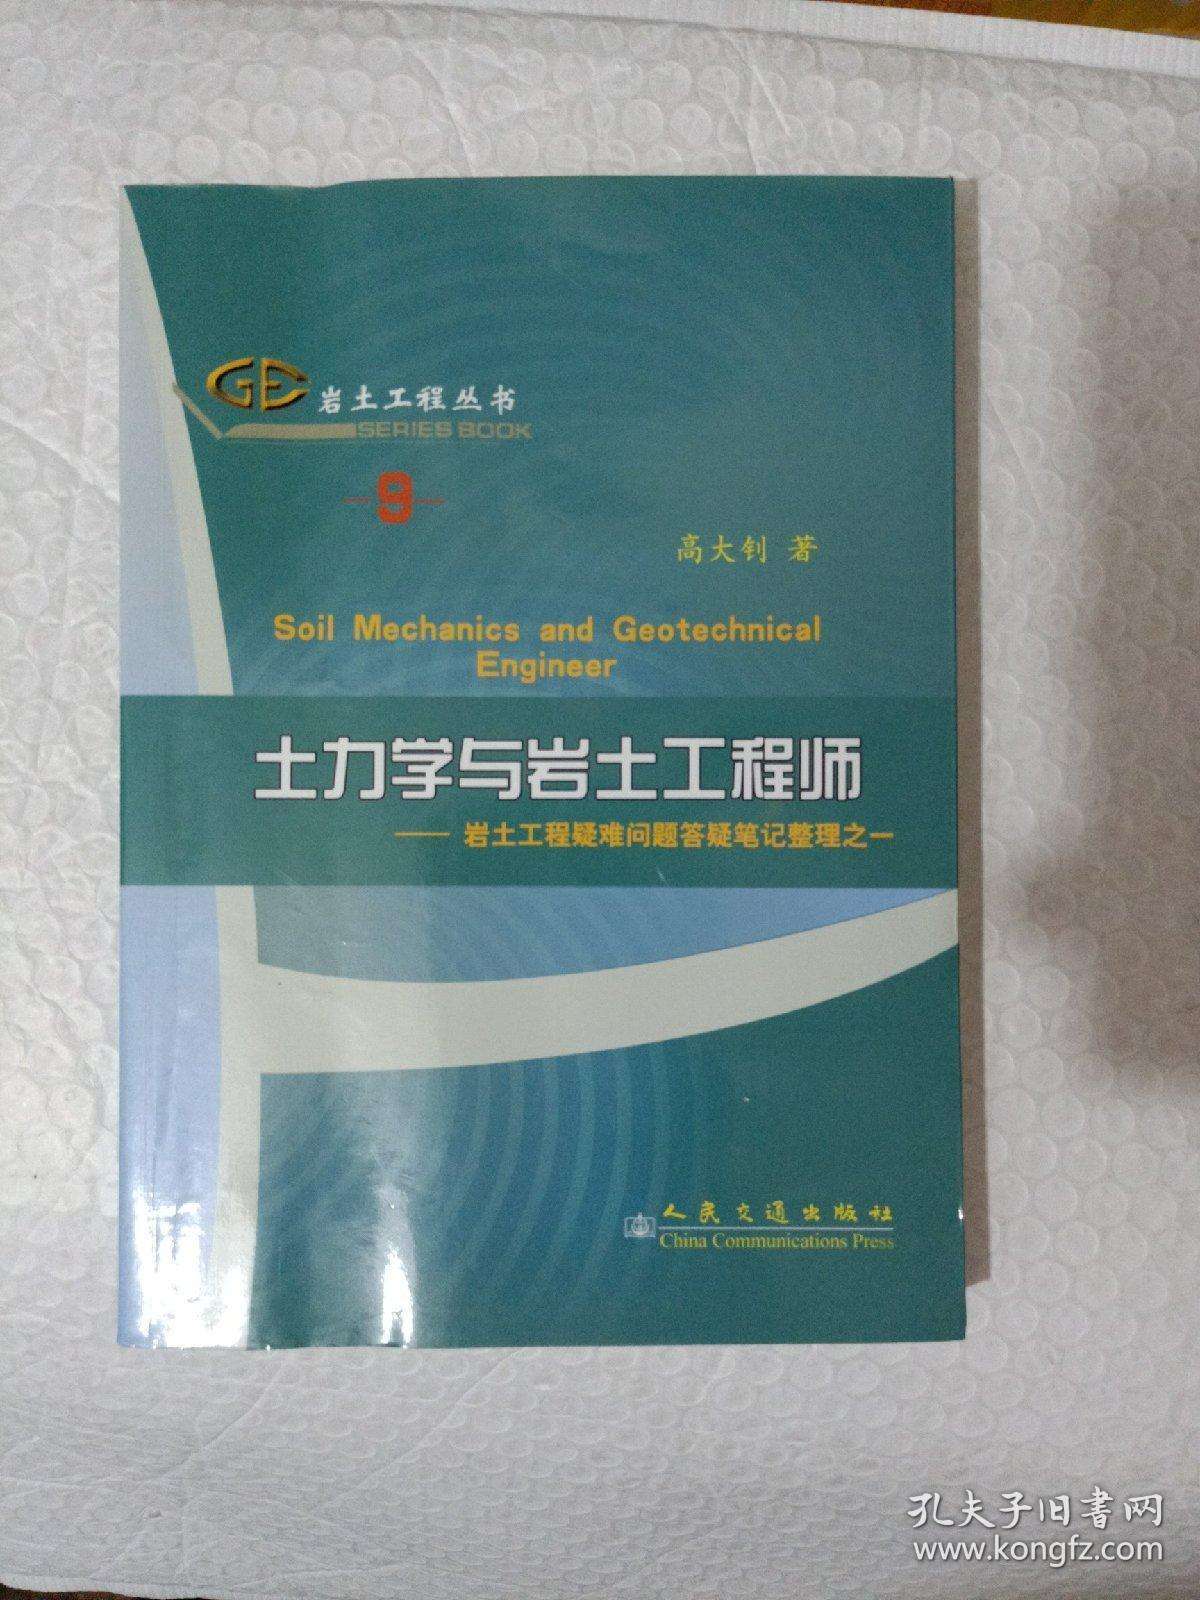 GE 岩土工程丛书
SERIES BOOK
-9-
高大钊 著
Soil Mechanics and Geotechnical
Engineer
土力学与岩土工程师
—— 岩土工程疑难问题答疑笔记整理之一
人民交通出版社
China Communications Press
孔夫子旧书网
www.kongfz.com